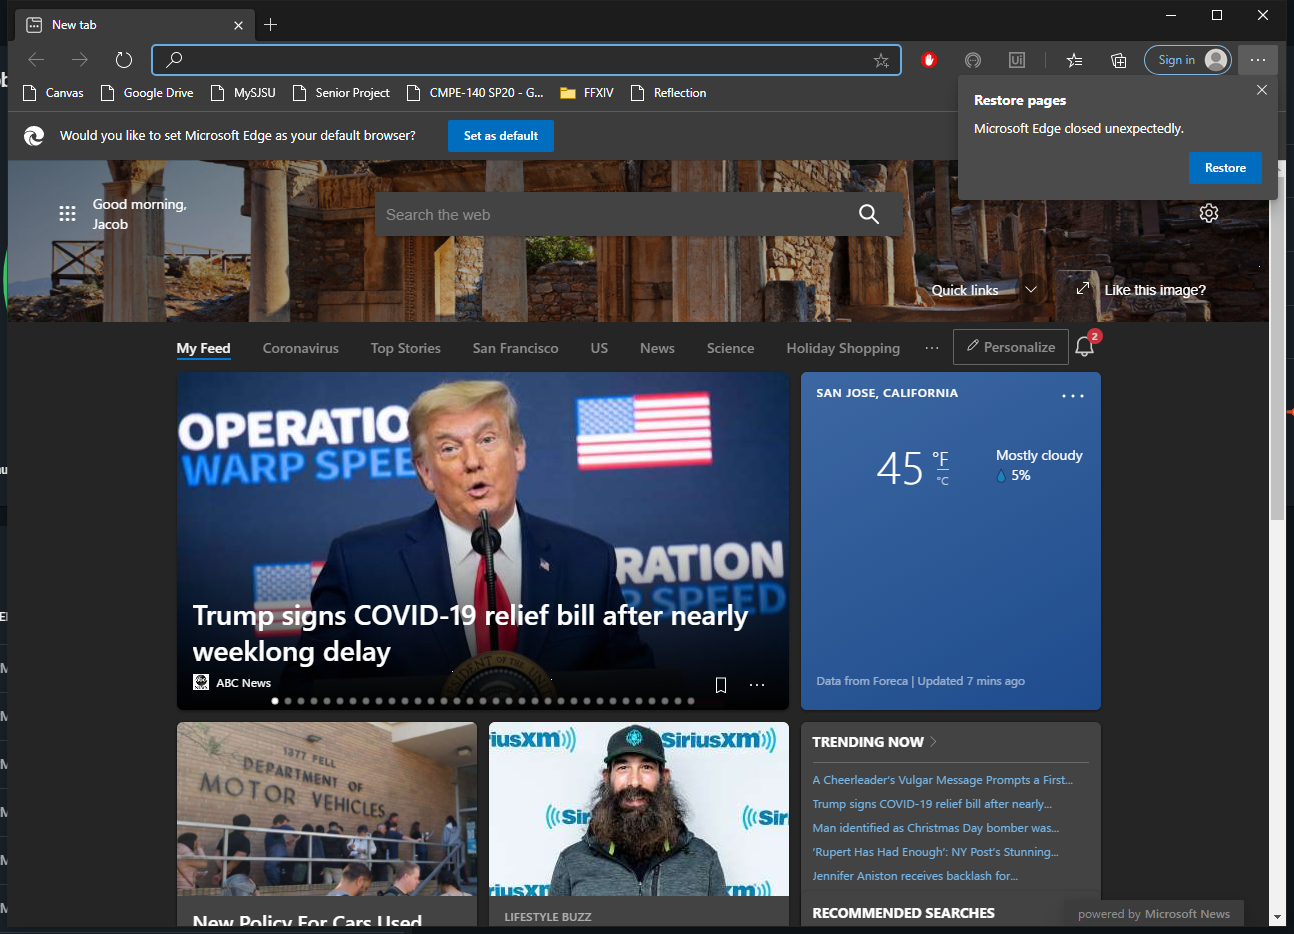 New tab
Sign in
Canvas
Google Drive
MySJSU
Senior Project
CMPE-140 SP20 - G...
FFXIV
Reflection
Restore pages
Microsoft Edge closed unexpectedly.
Restore
Would you like to set Microsoft Edge as your default browser?
Set as default
Good morning,
Jacob
Search the web
Quick links
Like this image?
My Feed
Coronavirus
Top Stories
San Francisco
US
News
Science
Holiday Shopping
...
Personalize
2
OPERATIO
WARP SPEE
RATION
SPEED
Trump signs COVID-19 relief bill after nearly
weeklong delay
abc
ABC News
SAN JOSE, CALIFORNIA
45 °F
°C
Mostly cloudy
5%
Data from Foreca | Updated 7 mins ago
1377 FELL
DEPARTMENT OF
MOTOR VEHICLES
New Policy For Cars Used
iusxm))
SiriusXM))
((Sir
((Sir
riusx
m))
LIFESTYLE BUZZ
TRENDING NOW
A Cheerleader's Vulgar Message Prompts a First...
Trump signs COVID-19 relief bill after nearly...
Man identified as Christmas Day bomber was...
'Rupert Has Had Enough': NY Post's Stunning...
Jennifer Aniston receives backlash for...
RECOMMENDED SEARCHES
powered by Microsoft News